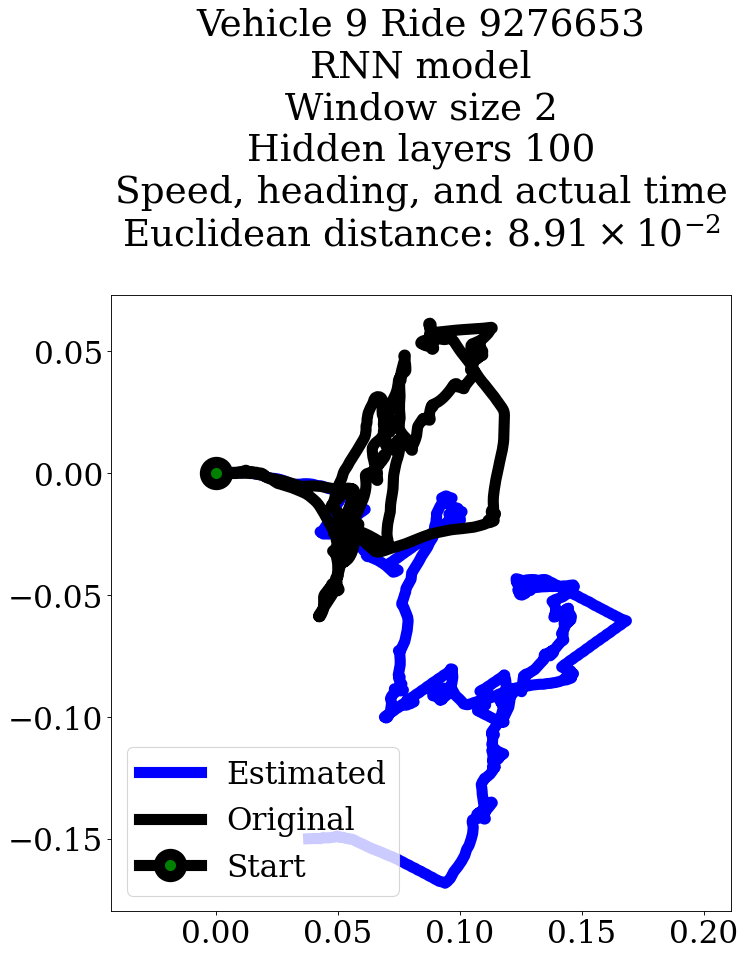 Vehicle 9 Ride 9276653
RNN model
Window size 2
Hidden layers 100
Speed, heading, and actual time
Euclidean distance: 8.91 × 10⁻²
0.05
0.00
−0.05
−0.10
−0.15
Estimated
Original
Start
0.00 0.05 0.10 0.15 0.20